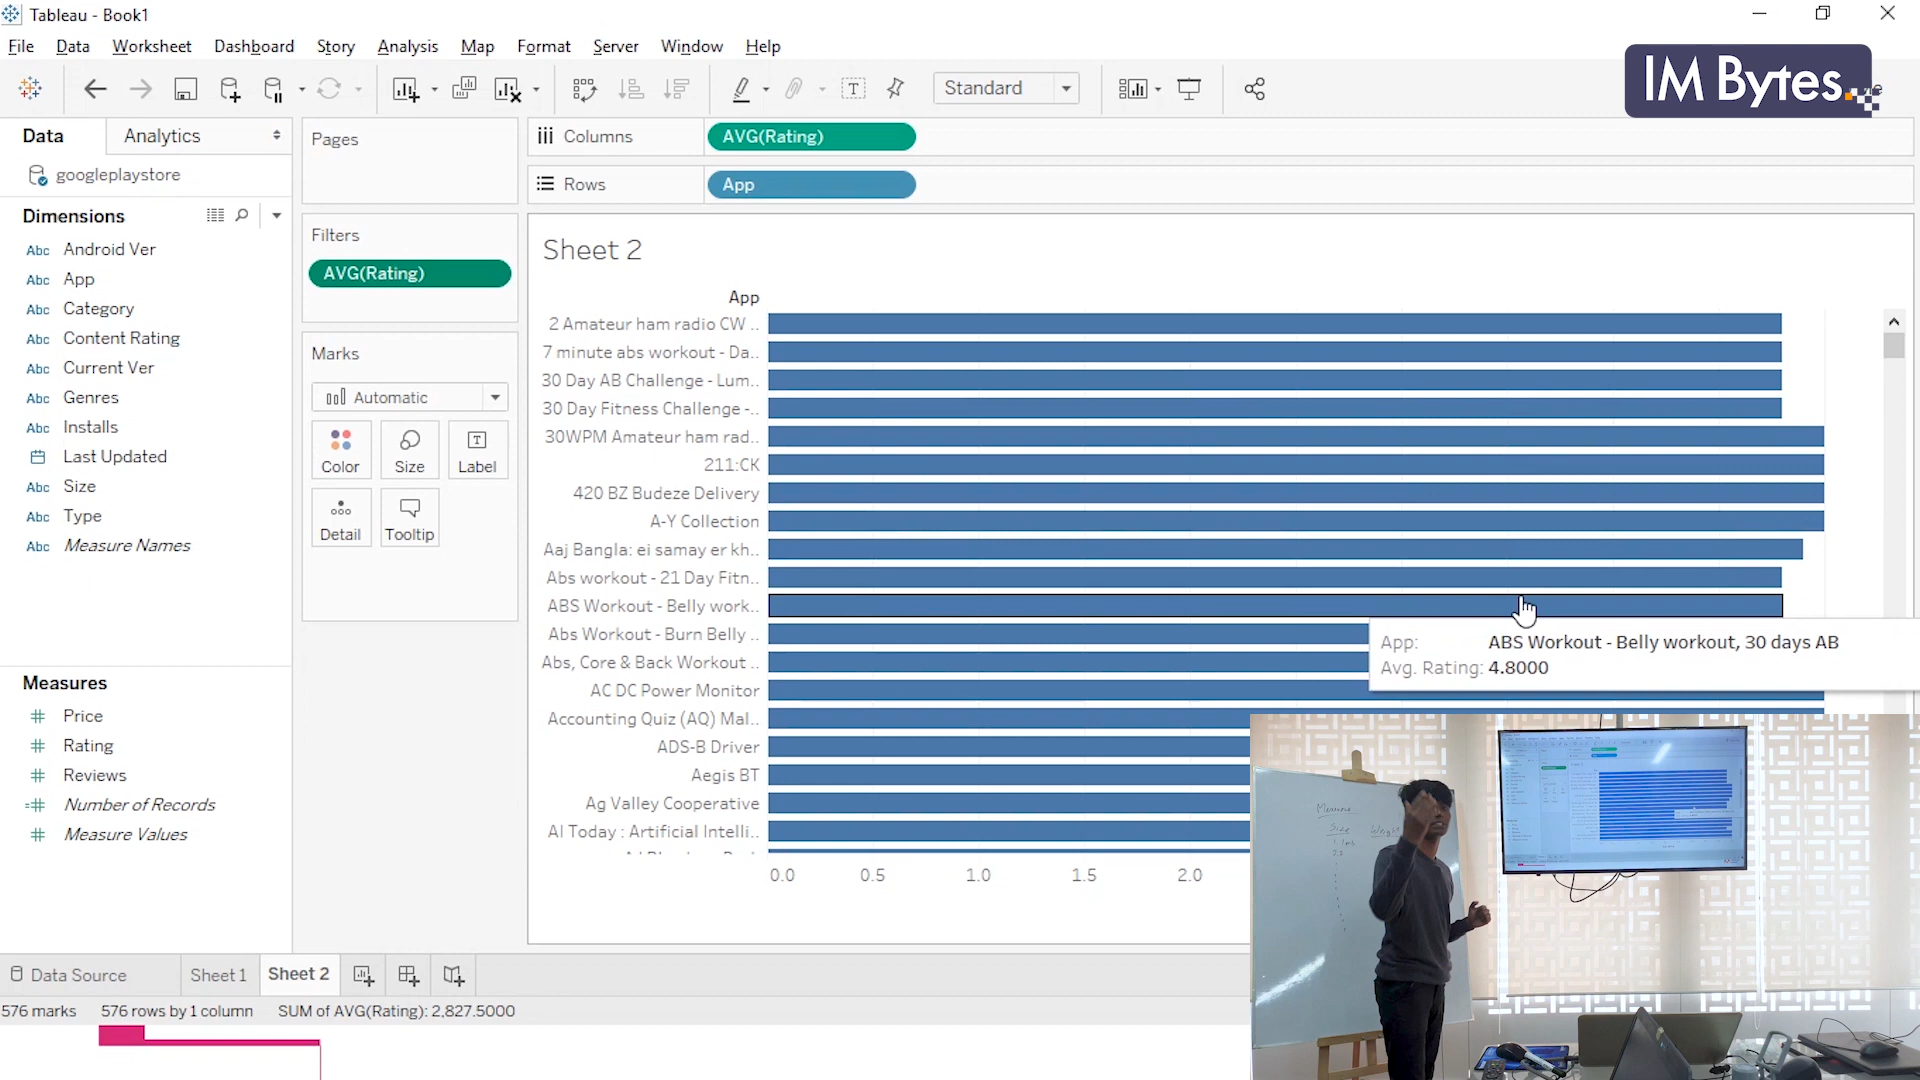 Tableau - Book1
File Data Worksheet Dashboard Story Analysis Map Format Server Window Help
Standard
IM Bytes.
Data Analytics
googleplaystore
Dimensions
Abc Android Ver
Abc App
Abc Category
Abc Content Rating
Abc Current Ver
Abc Genres
Abc Installs
Last Updated
Abc Size
Abc Type
Abc Measure Names
Measures
# Price
# Rating
# Reviews
=# Number of Records
# Measure Values
Pages
Filters
AVG(Rating)
Marks
Automatic
Color Size Label
Detail Tooltip
Columns AVG(Rating)
Rows App
Sheet 2
App
2 Amateur ham radio CW ..
7 minute abs workout - Da..
30 Day AB Challenge - Lum..
30 Day Fitness Challenge -..
30WPM Amateur ham rad..
211:CK
420 BZ Budeze Delivery
A-Y Collection
Aaj Bangla: ei samay er kh..
Abs workout - 21 Day Fitn..
ABS Workout - Belly work..
Abs Workout - Burn Belly ..
Abs, Core & Back Workout ..
AC DC Power Monitor
Accounting Quiz (AQ) Mal..
ADS-B Driver
Aegis BT
Ag Valley Cooperative
AI Today : Artificial Intelli..
App: ABS Workout - Belly workout, 30 days AB
Avg. Rating: 4.8000
0.0 0.5 1.0 1.5 2.0
Size Weight
Data Source Sheet 1 Sheet 2
576 marks 576 rows by 1 column SUM of AVG(Rating): 2,827.5000